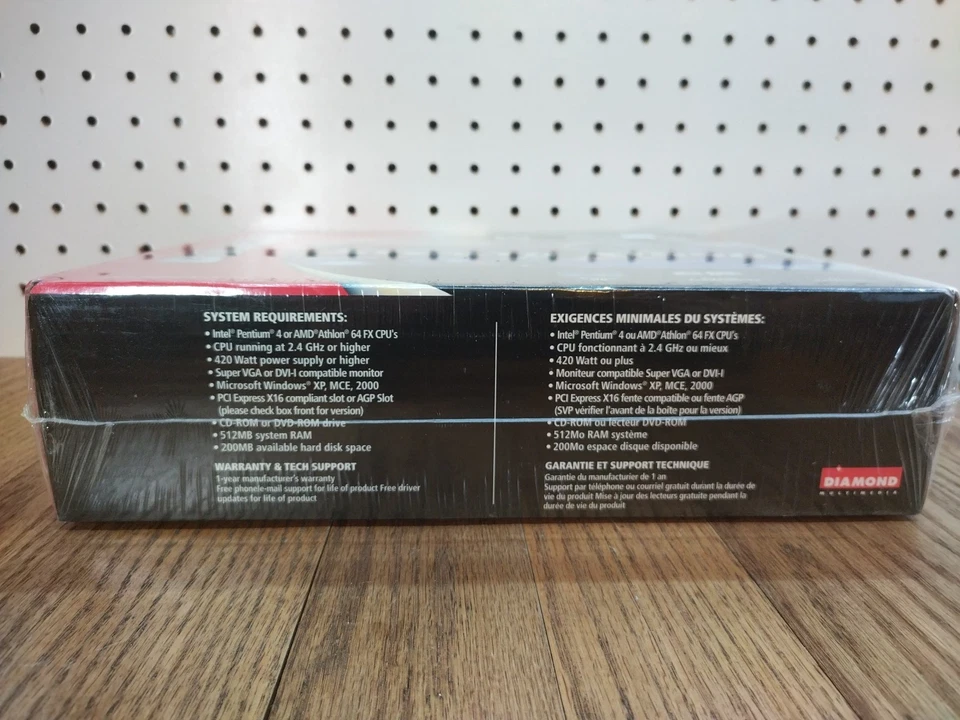 SYSTEM REQUIREMENTS:
• Intel® Pentium® 4 or AMD®Athlon® 64 FX CPU's
• CPU running at 2.4 GHz or higher
• 420 Watt power supply or higher
• Super VGA or DVI-I compatible monitor
• Microsoft Windows® XP, MCE, 2000
• PCI Express X16 compliant slot or AGP Slot
(please check box front for version)
• CD-ROM or DVD-ROM drive
• 512MB system RAM
• 200MB available hard disk space
WARRANTY & TECH SUPPORT
1-year manufacturer's warranty
Free phone/e-mail support for life of product Free driver
updates for life of product
EXIGENCES MINIMALES DU SYSTÈMES:
• Intel® Pentium® 4 ou AMD®Athlon® 64 FX CPU's
• CPU fonctionnant à 2.4 GHz ou mieux
• 420 Watt ou plus
• Moniteur compatible Super VGA or DVI-I
• Microsoft Windows® XP, MCE, 2000
• PCI Express X16 fente compatible ou fente AGP
(SVP vérifier l'avant de la boîte pour la version)
• CD-ROM ou lecteur DVD-ROM
• 512Mo RAM système
• 200Mo espace disque disponible
GARANTIE ET SUPPORT TECHNIQUE
Garantie du manufacturier de 1 an
Support par téléphone ou courriel gratuit durant la durée de
vie du produit Mise à jour des lecteurs gratuite pendant la
durée de vie du produit
DIAMOND
MULTIMEDIA